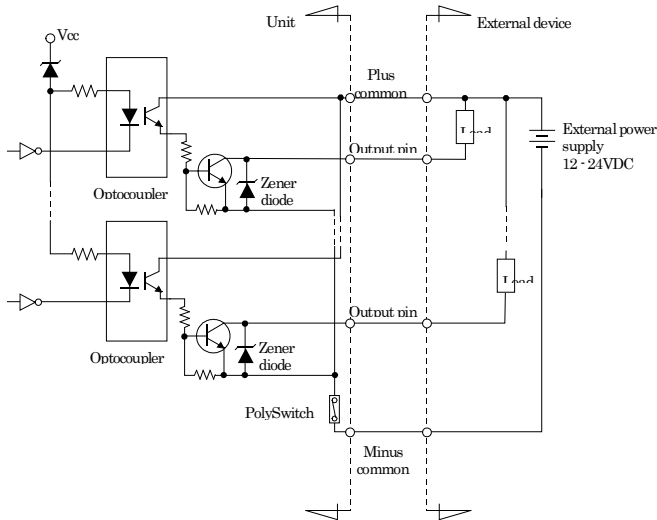 Unit
External device
Vcc
Plus
common
Load
External power
supply
12 - 24VDC
Output pin
Optocoupler
Zener
diode
Load
Output pin
Optocoupler
Zener
diode
PolySwitch
Minus
common